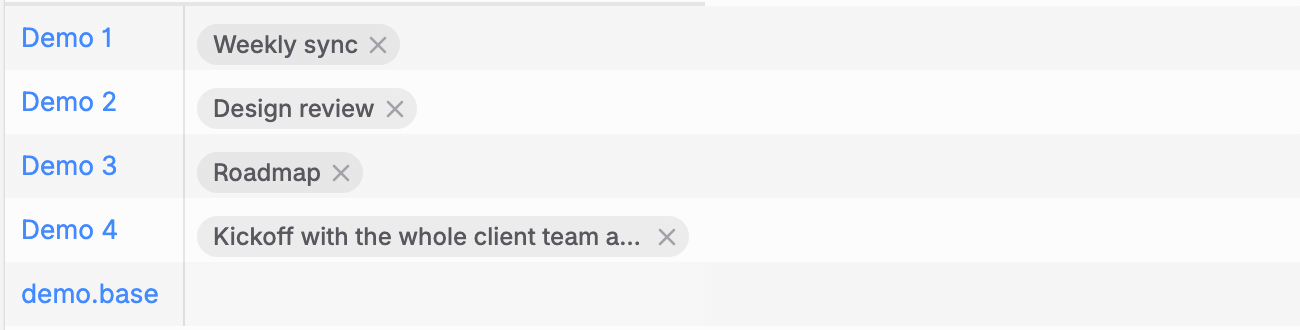 Demo 1 Weekly sync
Demo 2 Design review
Demo 3 Roadmap
Demo 4 Kickoff with the whole client team a...
demo.base